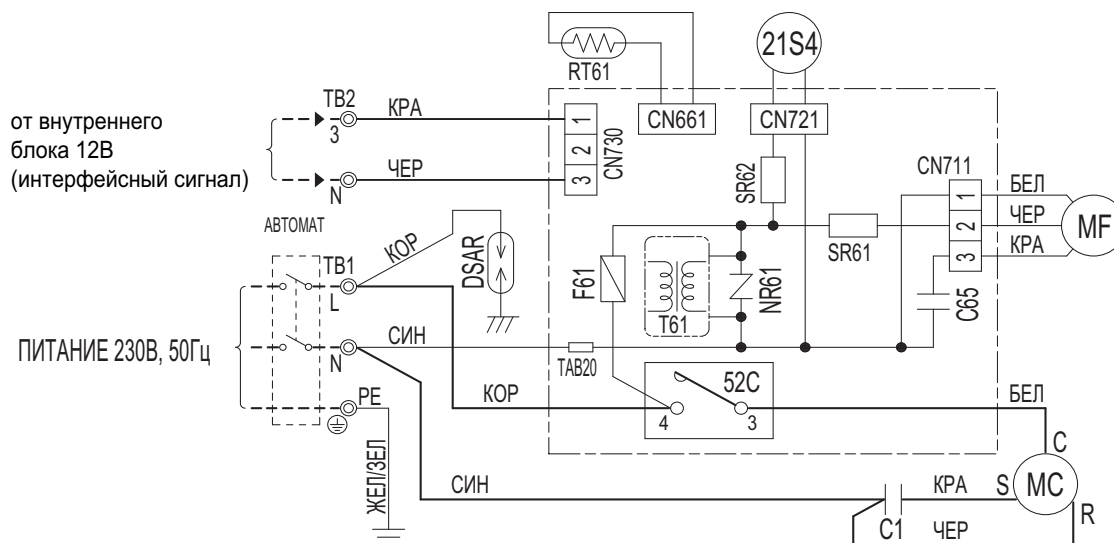 21S4
RT61
CN661
CN721
TB2
КРА
3
от внутреннего
блока 12В
(интерфейсный сигнал)
ЧЕР
N
1
2
3
CN730
SR62
CN711
1
2
3
БЕЛ
ЧЕР
КРА
MF
АВТОМАТ
КОР
DSAR
SR61
TB1
L
F61
T61
NR61
C65
ПИТАНИЕ 230В, 50Гц
СИН
N
TAB20
52C
4
3
PE
КОР
БЕЛ
ЖЕЛ/ЗЕЛ
C
СИН
КРА
S
MC
R
C1
ЧЕР